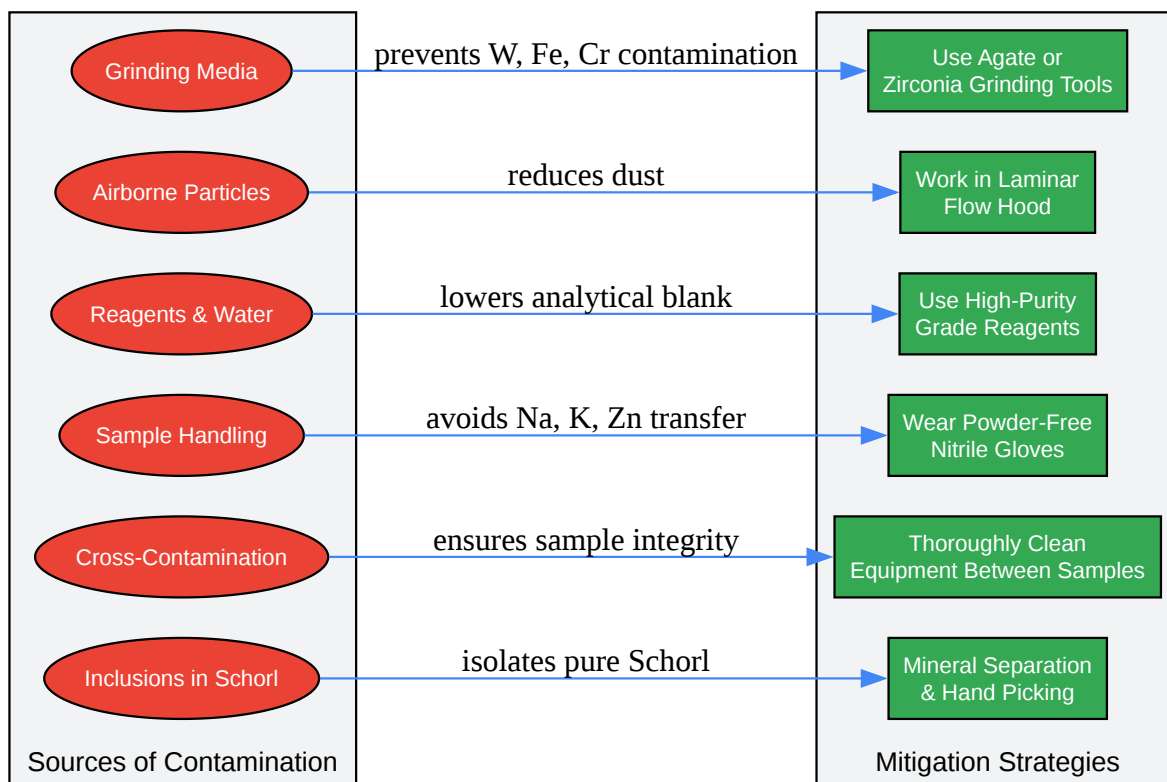 Grinding Media
prevents W, Fe, Cr contamination
Use Agate or
Zirconia Grinding Tools
Airborne Particles
reduces dust
Work in Laminar
Flow Hood
Reagents & Water
lowers analytical blank
Use High-Purity
Grade Reagents
Sample Handling
avoids Na, K, Zn transfer
Wear Powder-Free
Nitrile Gloves
Cross-Contamination
ensures sample integrity
Thoroughly Clean
Equipment Between Samples
Inclusions in Schorl
isolates pure Schorl
Mineral Separation
& Hand Picking
Sources of Contamination
Mitigation Strategies